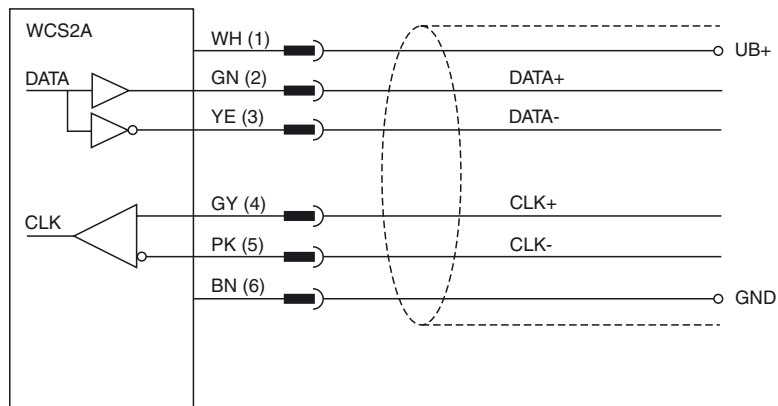 WCS2A
WH (1)
UB+
DATA
GN (2)
DATA+
YE (3)
DATA-
GY (4)
CLK+
CLK
PK (5)
CLK-
BN (6)
GND